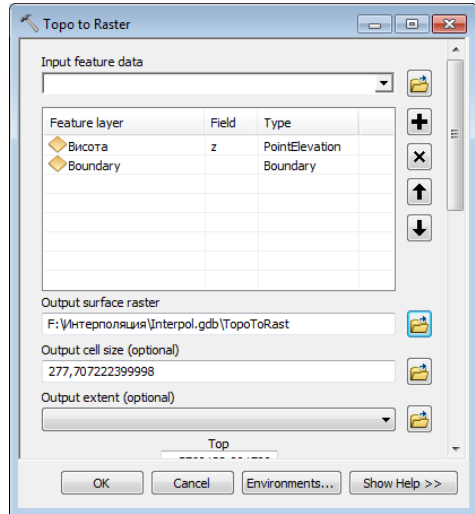 Topo to Raster
Input feature data
Feature layer Field Type
Висота z PointElevation
Boundary Boundary
Output surface raster
F:\Интерполяция\Interpol.gdb\TopoToRast
Output cell size (optional)
277,707222399998
Output extent (optional)
Top
OK Cancel Environments... Show Help >>